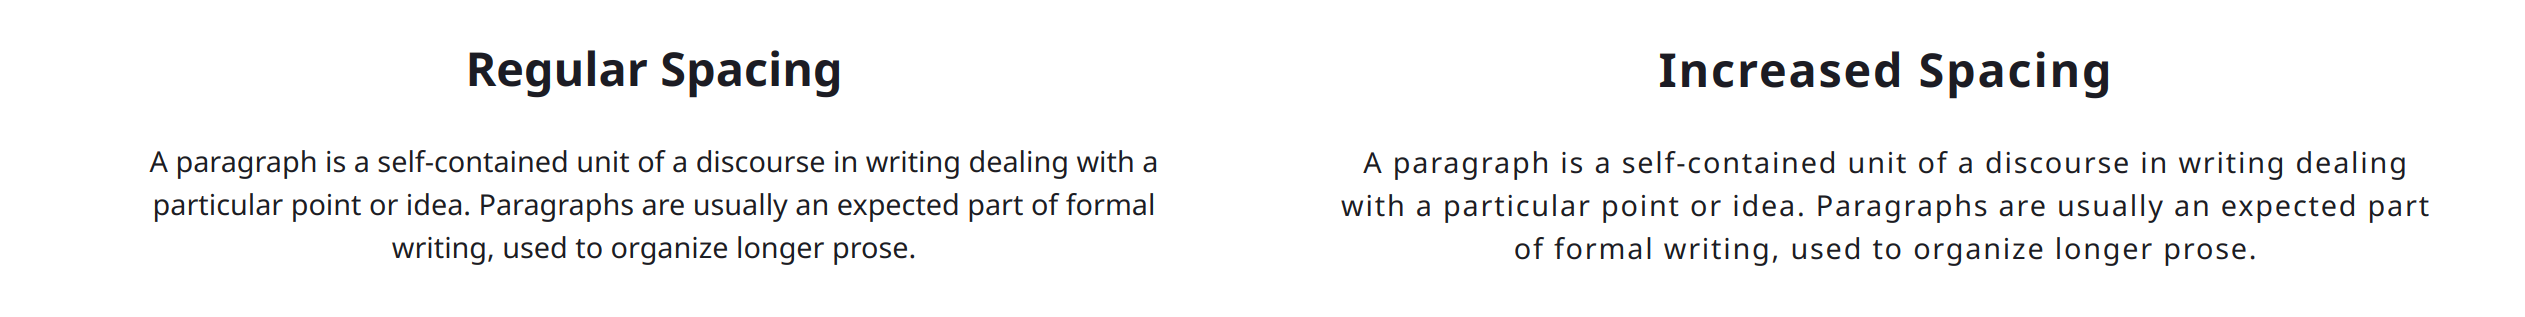 Regular Spacing
A paragraph is a self-contained unit of a discourse in writing dealing with a
particular point or idea. Paragraphs are usually an expected part of formal
writing, used to organize longer prose.
Increased Spacing
A paragraph is a self-contained unit of a discourse in writing dealing
with a particular point or idea. Paragraphs are usually an expected part
of formal writing, used to organize longer prose.